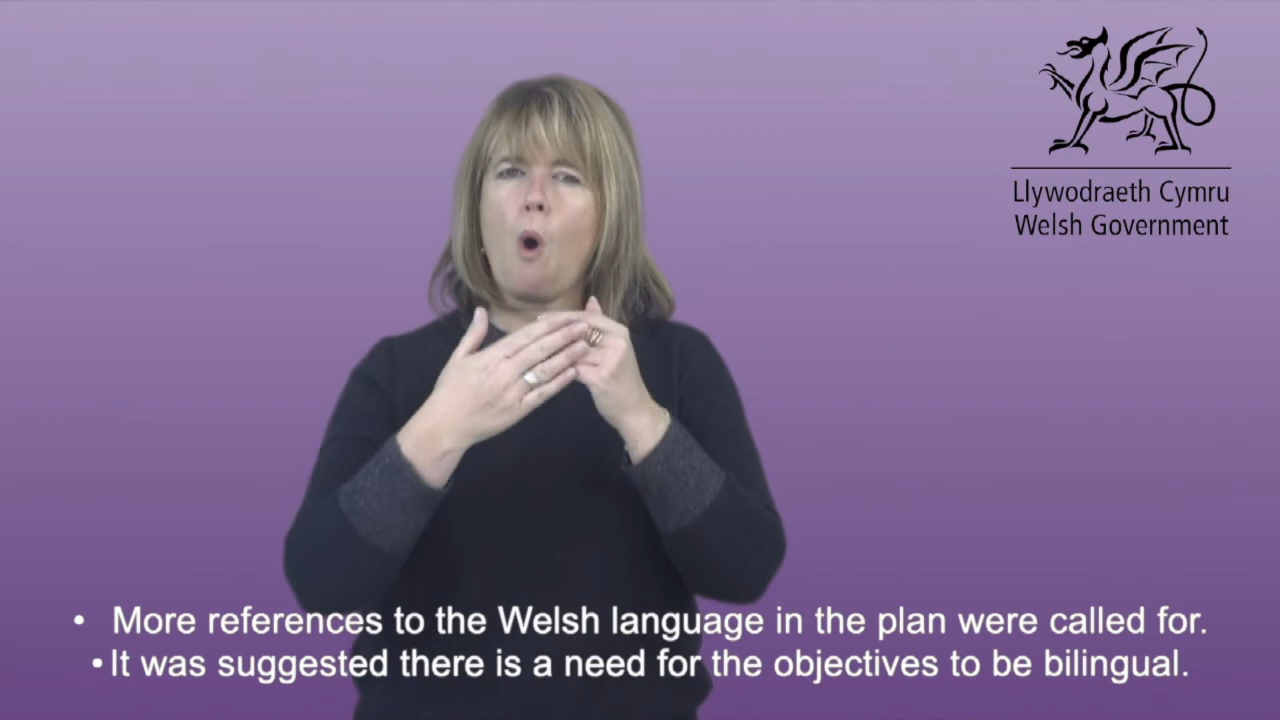 Llywodraeth Cymru
Welsh Government
• More references to the Welsh language in the plan were called for.
• It was suggested there is a need for the objectives to be bilingual.